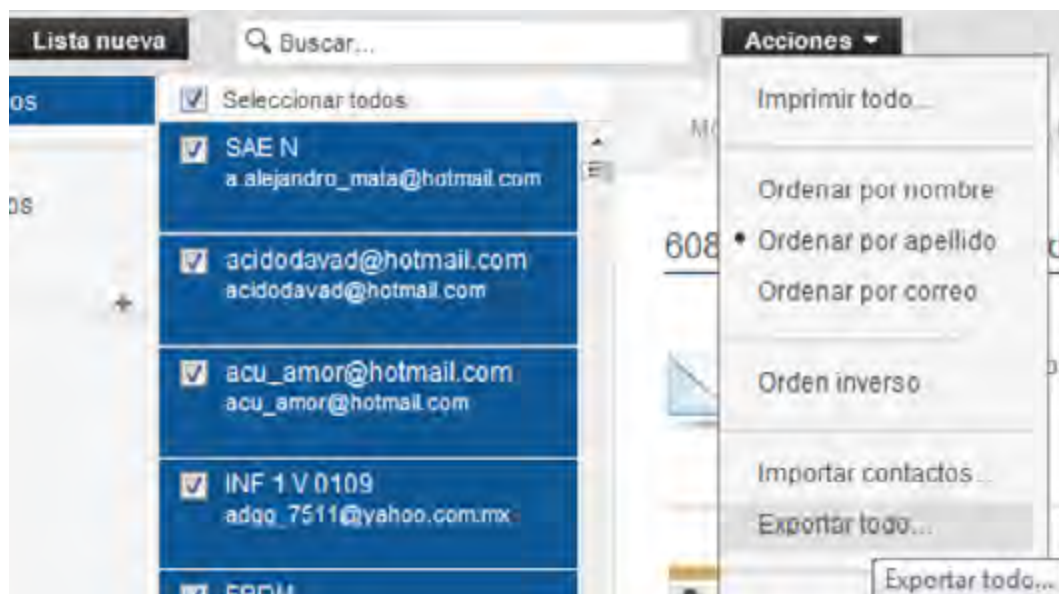 Lista nueva
Buscar...
Acciones
os
Seleccionar todos
SAE N
a.alejandro_mata@hotmail.com
os
acidodavad@hotmail.com
acidodavad@hotmail.com
acu_amor@hotmail.com
acu_amor@hotmail.com
INF 1 V 0109
adqo_7511@yahoo.com.mx
608
Imprimir todo...
Ordenar por nombre
Ordenar por apellido
Ordenar por correo
Orden inverso
Importar contactos...
Exportar todo...
Exportar todo...